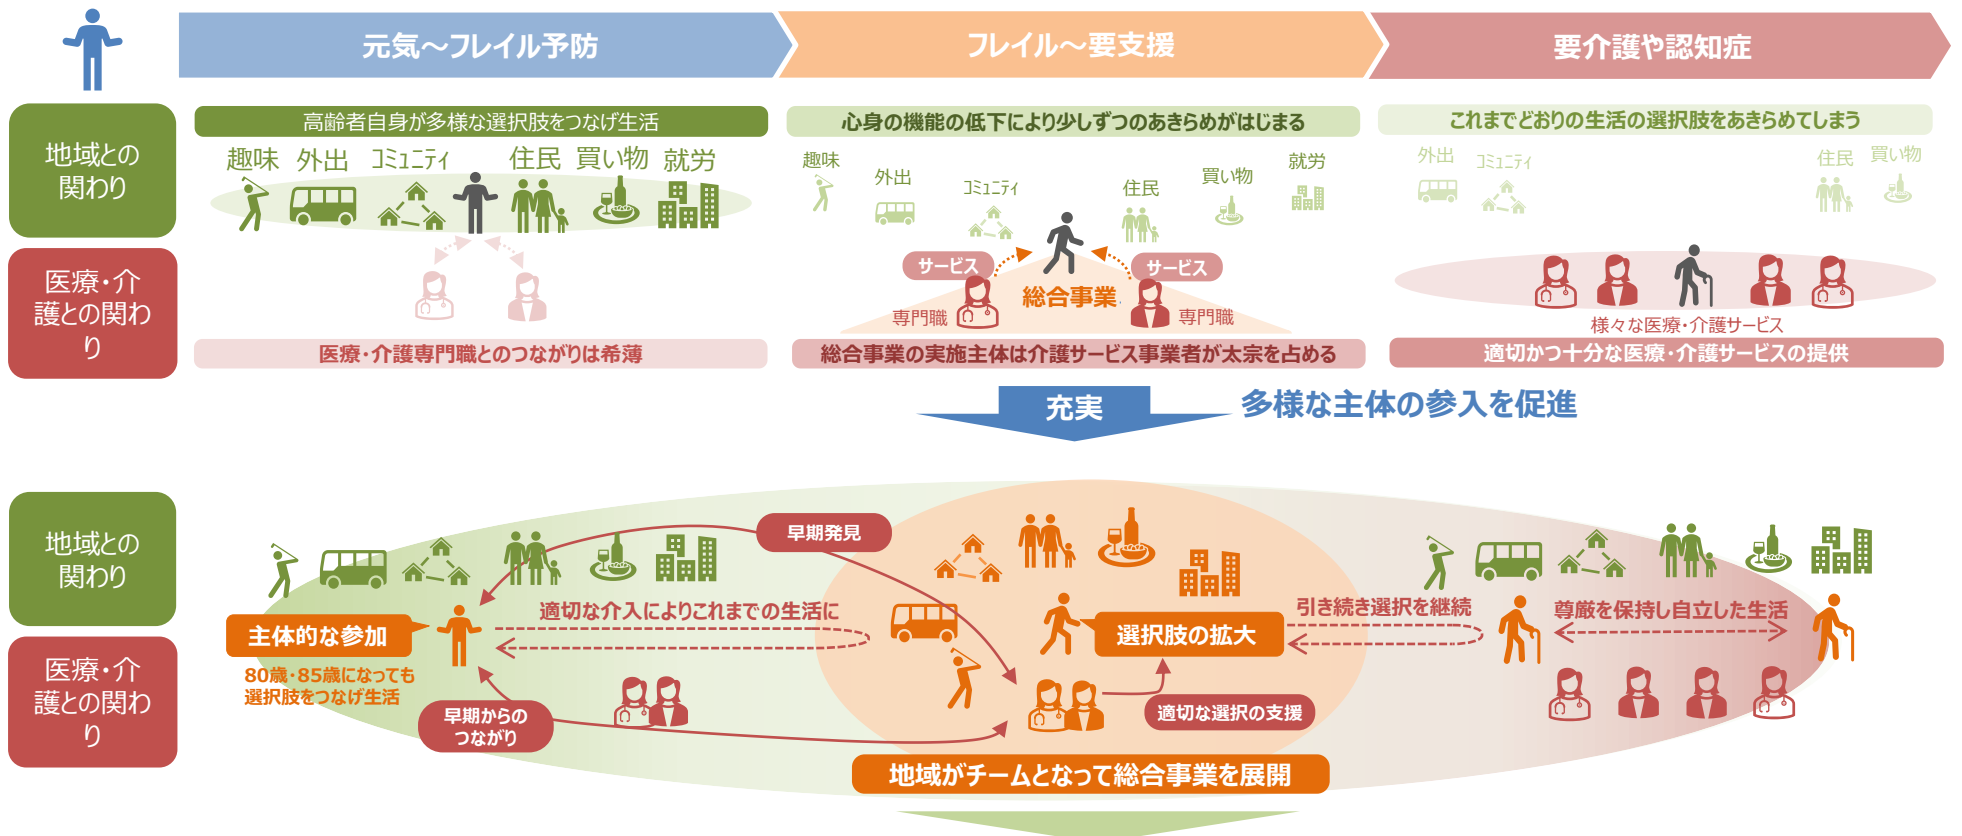 元気～フレイル予防
フレイル～要支援
要介護や認知症
地域との
関わり
高齢者自身が多様な選択肢をつなげ生活
心身の機能の低下により少しずつのあきらめがはじまる
これまでどおりの生活の選択肢をあきらめてしまう
趣味
外出
コミュニティ
住民
買い物
就労
趣味
外出
コミュニティ
住民
買い物
就労
外出
コミュニティ
住民
買い物
医療・介
護との関わ
り
サービス
サービス
総合事業
専門職
専門職
様々な医療・介護サービス
医療・介護専門職とのつながりは希薄
総合事業の実施主体は介護サービス事業者が太宗を占める
適切かつ十分な医療・介護サービスの提供
充実
多様な主体の参入を促進
地域との
関わり
早期発見
適切な介入によりこれまでの生活に
引き続き選択を継続
尊厳を保持し自立した生活
主体的な参加
選択肢の拡大
80歳・85歳になっても
選択肢をつなげ生活
医療・介
護との関わ
り
早期からの
つながり
適切な選択の支援
地域がチームとなって総合事業を展開